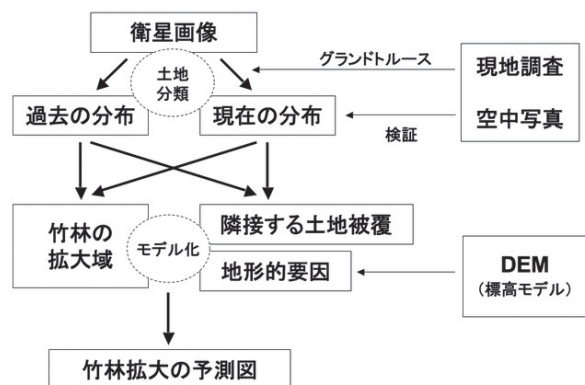 衛星画像
グランドトルース
土地
分類
現地調査
空中写真
過去の分布
現在の分布
検証
竹林の
拡大域
モデル化
隣接する土地被覆
地形的要因
DEM
(標高モデル)
竹林拡大の予測図